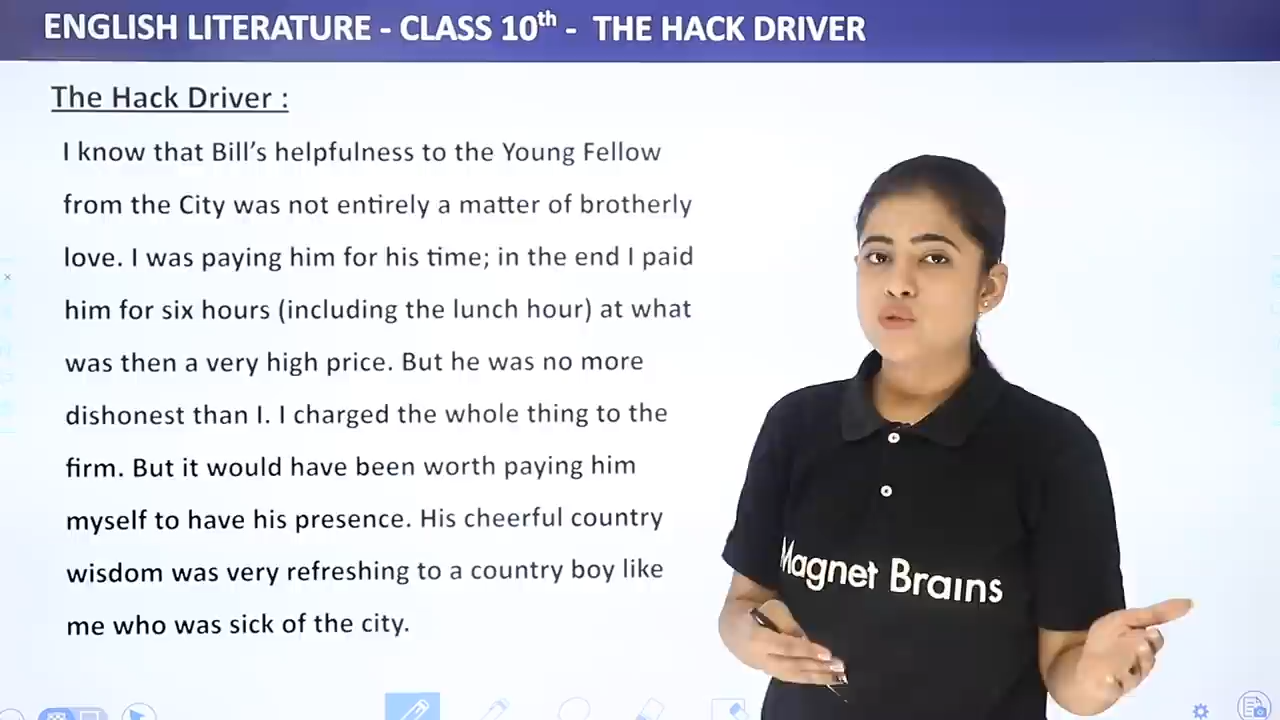 ENGLISH LITERATURE - CLASS 10th - THE HACK DRIVER
The Hack Driver :
I know that Bill’s helpfulness to the Young Fellow
from the City was not entirely a matter of brotherly
love. I was paying him for his time; in the end I paid
him for six hours (including the lunch hour) at what
was then a very high price. But he was no more
dishonest than I. I charged the whole thing to the
firm. But it would have been worth paying him
myself to have his presence. His cheerful country
wisdom was very refreshing to a country boy like
me who was sick of the city.
Magnet Brains